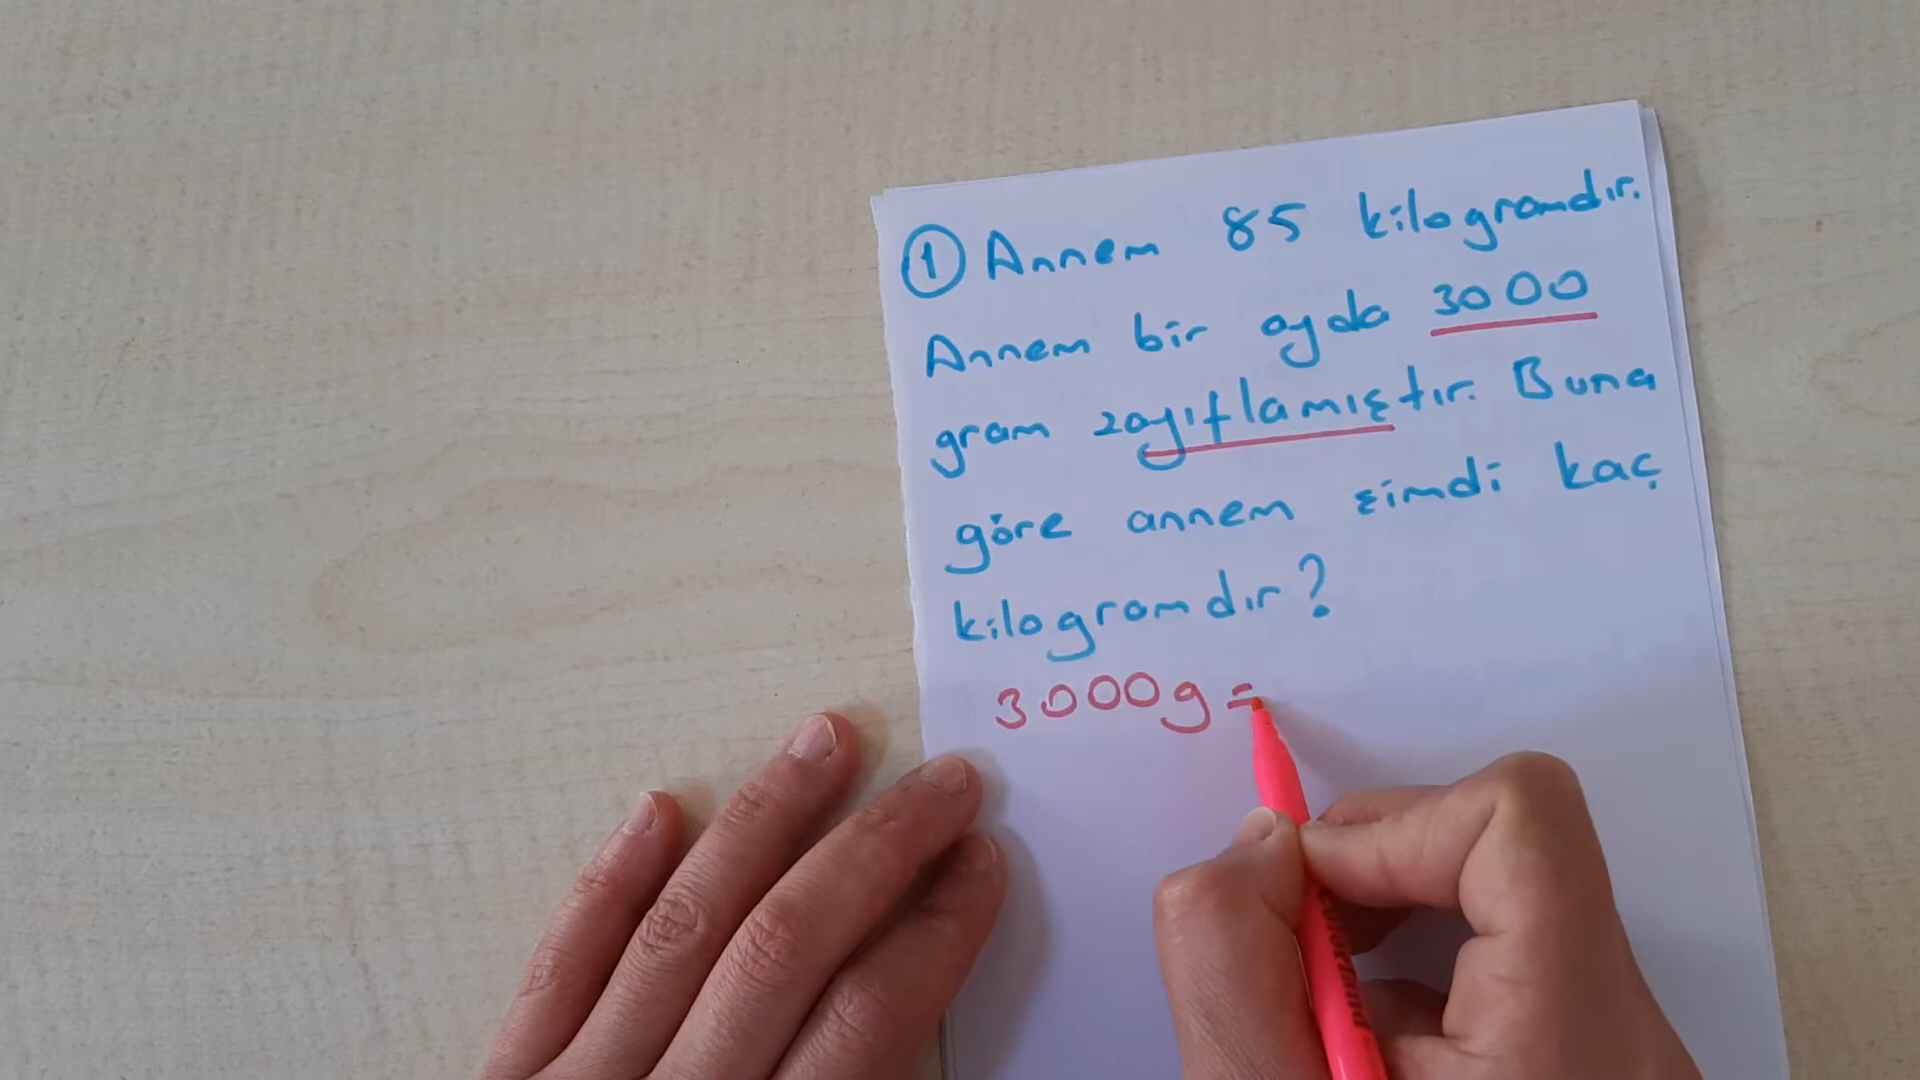 ① Annem 85 kilogramdır.
Annem bir ayda 3000
gram zayıflamıştır. Buna
göre annem şimdi kaç
kilogramdır?
3000g =